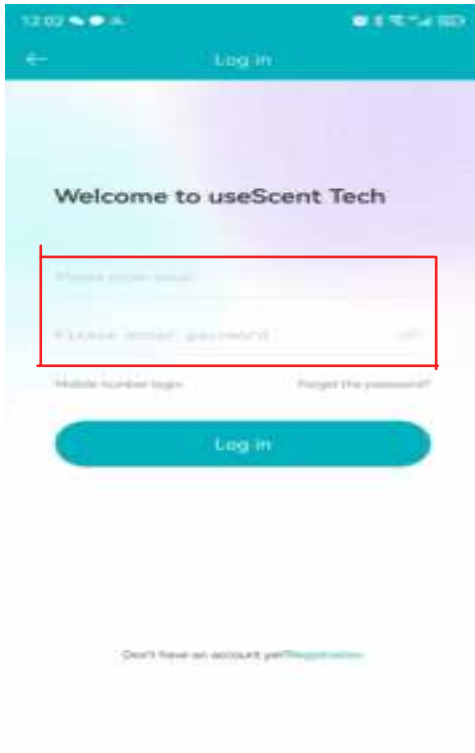 12:02
Log in
Welcome to useScent Tech
Please enter email
Please enter password
Mobile number login
Forget the password?
Log in
Don't have an account yet?Registration